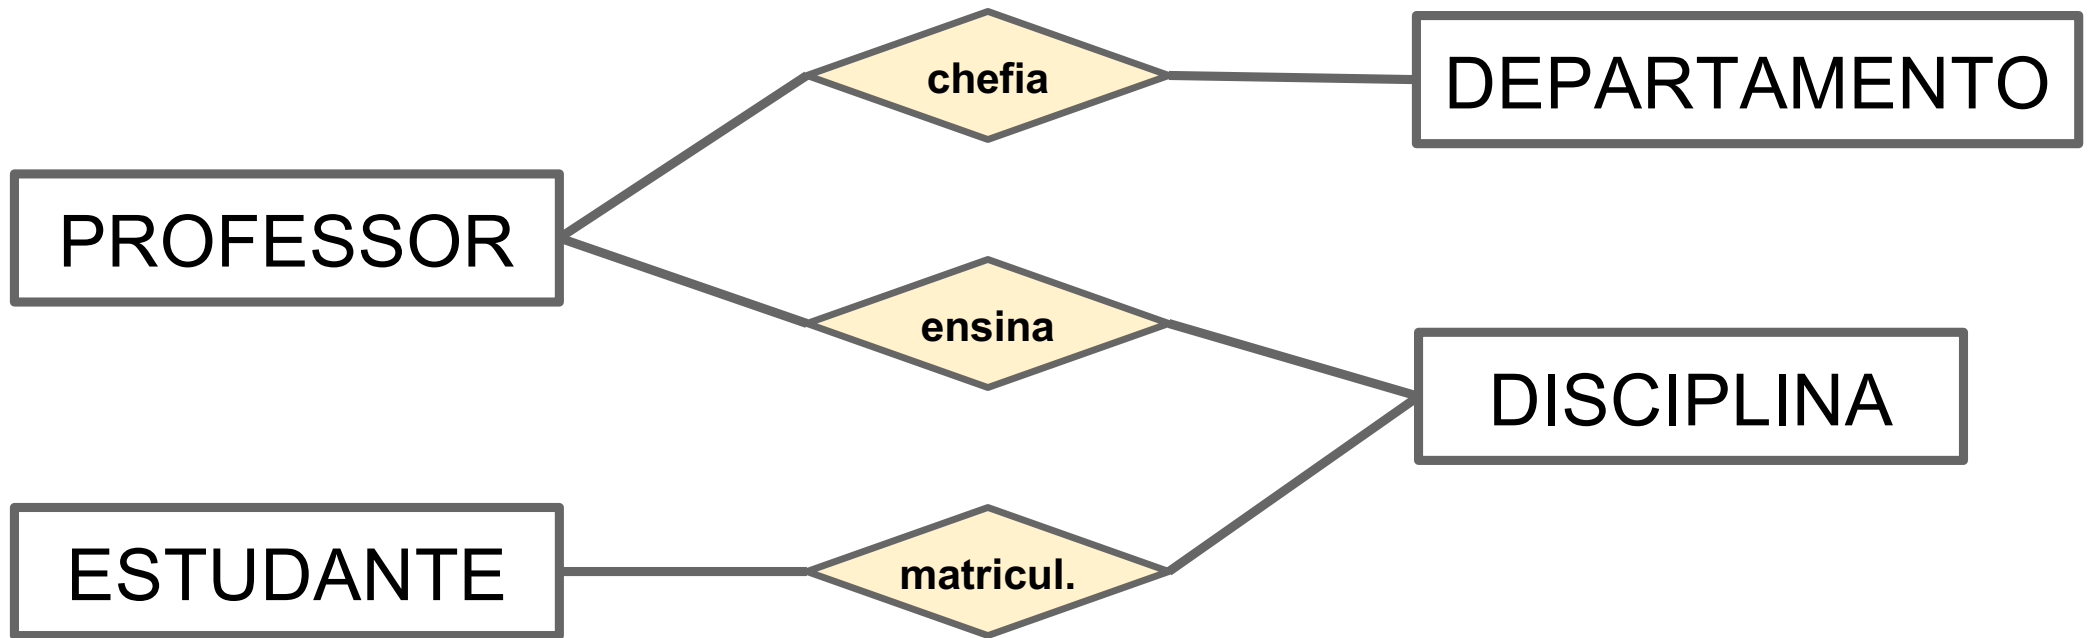 chefia
DEPARTAMENTO
PROFESSOR
ensina
DISCIPLINA
ESTUDANTE
matricul.